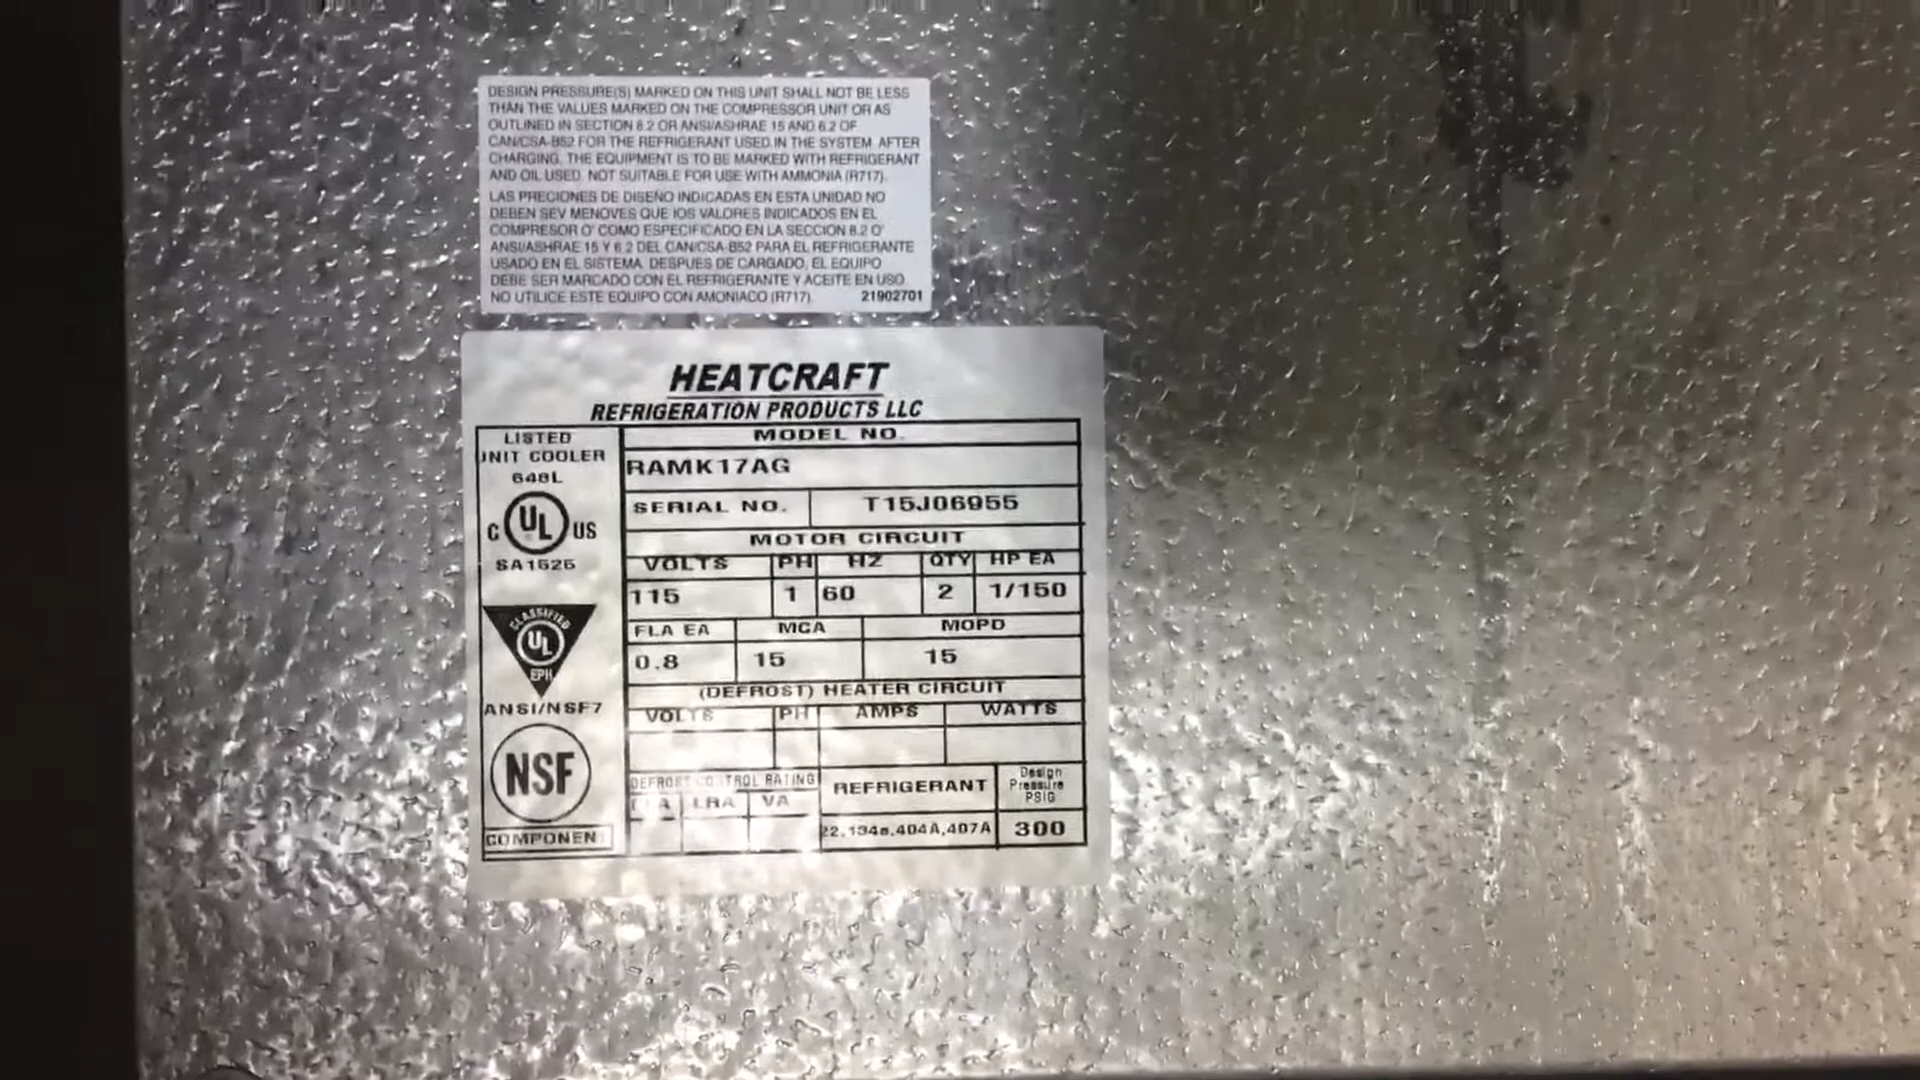 DESIGN PRESSURE(S) MARKED ON THIS UNIT SHALL NOT BE LESS
THAN THE VALUES MARKED ON THE COMPRESSOR UNIT OR AS
OUTLINED IN SECTION 8.2 OR ANSI/ASHRAE 15 AND 6.2 OF
CAN/CSA-B52 FOR THE REFRIGERANT USED IN THE SYSTEM. AFTER
CHARGING, THE EQUIPMENT IS TO BE MARKED WITH REFRIGERANT
AND OIL USED. NOT SUITABLE FOR USE WITH AMMONIA (R717).
LAS PRECIONES DE DISEÑO INDICADAS EN ESTA UNIDAD NO
DEBEN SEV MENOVES QUE IOS VALORES INDICADOS EN EL
COMPRESOR O' COMO ESPECIFICADO EN LA SECCION 8.2 O'
ANSI/ASHRAE 15 Y 6.2 DEL CAN/CSA-B52 PARA EL REFRIGERANTE
USADO EN EL SISTEMA. DESPUES DE CARGADO, EL EQUIPO
DEBE SER MARCADO CON EL REFRIGERANTE Y ACEITE EN USO.
NO UTILICE ESTE EQUIPO CON AMONIACO (R717). 21902701
HEATCRAFT
REFRIGERATION PRODUCTS LLC
LISTED
UNIT COOLER
648L
C UL US
SA1525
CLASSIFIED
UL
EPH
ANSI/NSF7
NSF
COMPONENT
MODEL NO.
RAMK17AG
SERIAL NO. T15J06955
MOTOR CIRCUIT
VOLTS PH HZ QTY HP EA
115 1 60 2 1/150
FLA EA MCA MOPD
0.8 15 15
(DEFROST) HEATER CIRCUIT
VOLTS PH AMPS WATTS
DEFROST CONTROL RATING REFRIGERANT Design Pressure PSIG
FLA LRA VA
22,134a,404A,407A 300